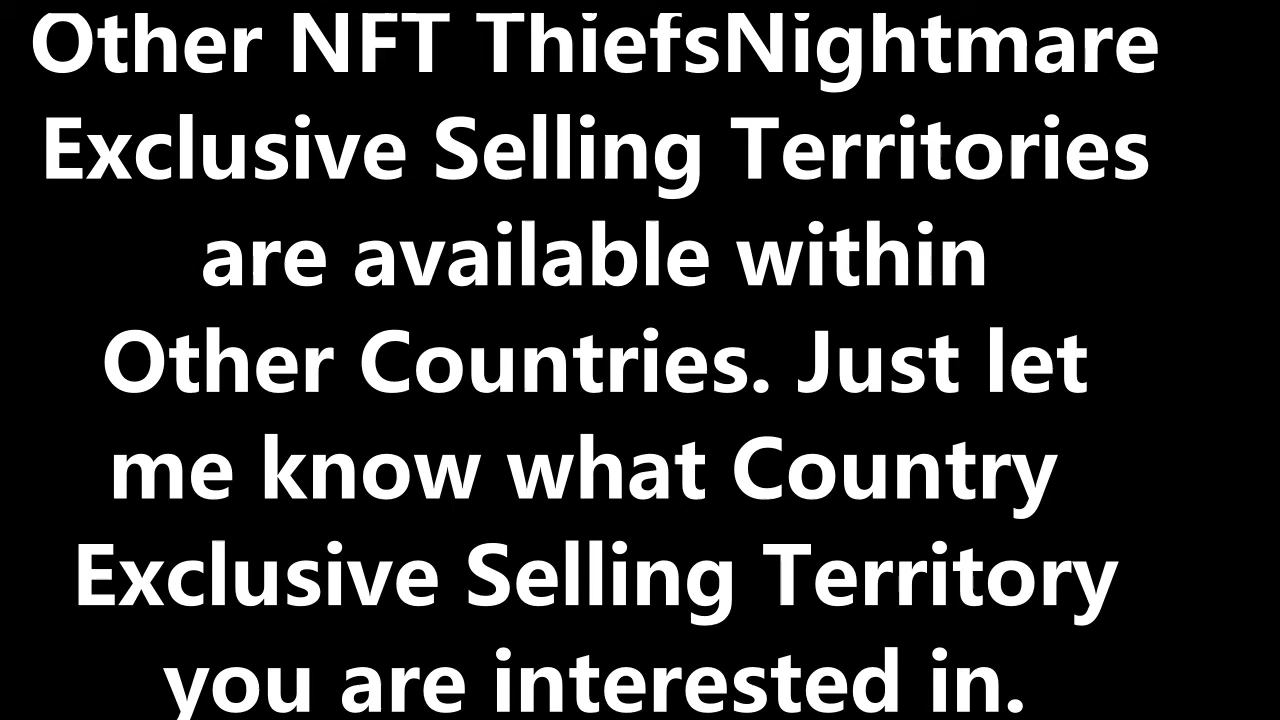 Other NFT ThiefsNightmare
Exclusive Selling Territories
are available within
Other Countries. Just let
me know what Country
Exclusive Selling Territory
you are interested in.